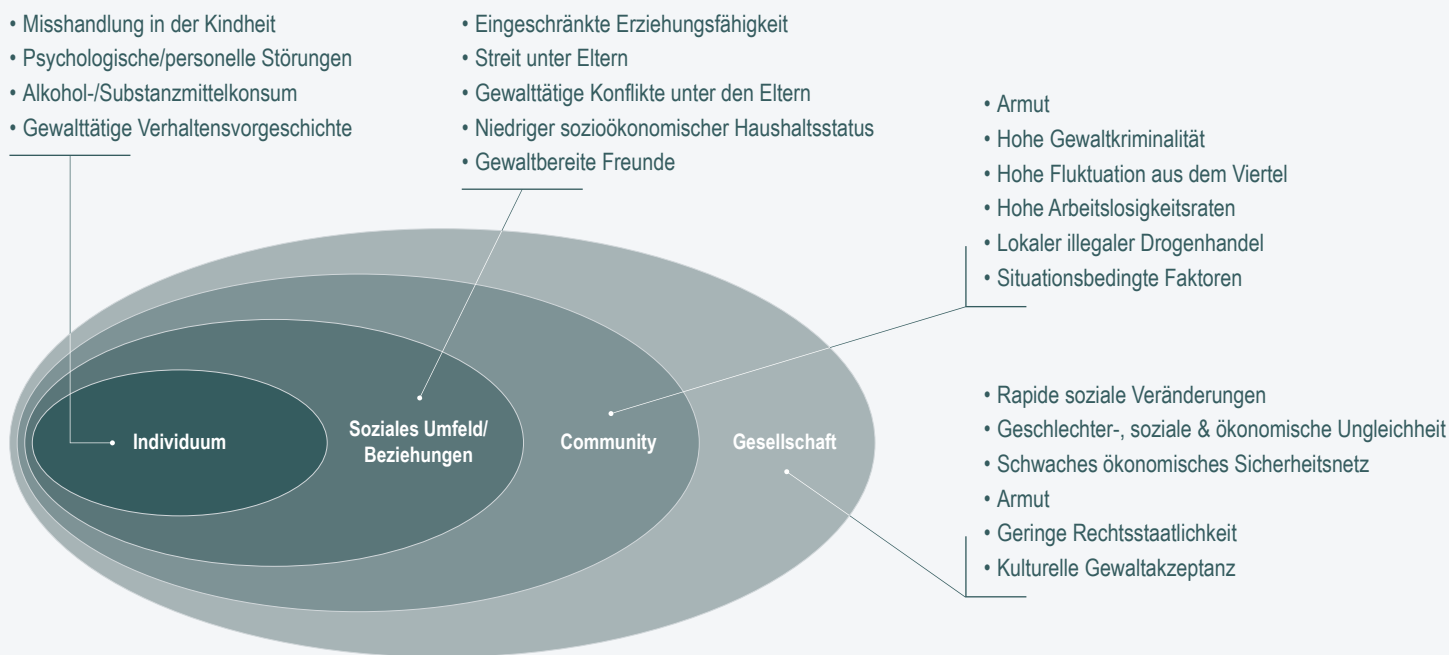 • Misshandlung in der Kindheit
• Psychologische/personelle Störungen
• Alkohol-/Substanzmittelkonsum
• Gewalttätige Verhaltensvorgeschichte
• Eingeschränkte Erziehungsfähigkeit
• Streit unter Eltern
• Gewalttätige Konflikte unter den Eltern
• Niedriger sozioökonomischer Haushaltsstatus
• Gewaltbereite Freunde
• Armut
• Hohe Gewaltkriminalität
• Hohe Fluktuation aus dem Viertel
• Hohe Arbeitslosigkeitsraten
• Lokaler illegaler Drogenhandel
• Situationsbedingte Faktoren
Individuum
Soziales Umfeld/
Beziehungen
Community
Gesellschaft
• Rapide soziale Veränderungen
• Geschlechter-, soziale & ökonomische Ungleichheit
• Schwaches ökonomisches Sicherheitsnetz
• Armut
• Geringe Rechtsstaatlichkeit
• Kulturelle Gewaltakzeptanz